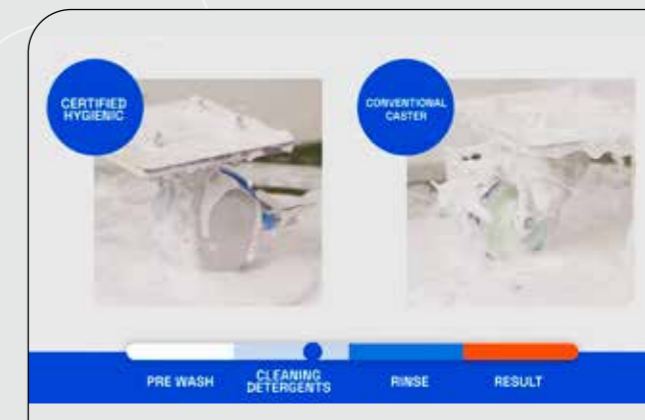 CERTIFIED
HYGIENIC
CONVENTIONAL
CASTER
PRE WASH
CLEANING
DETERGENTS
RINSE
RESULT